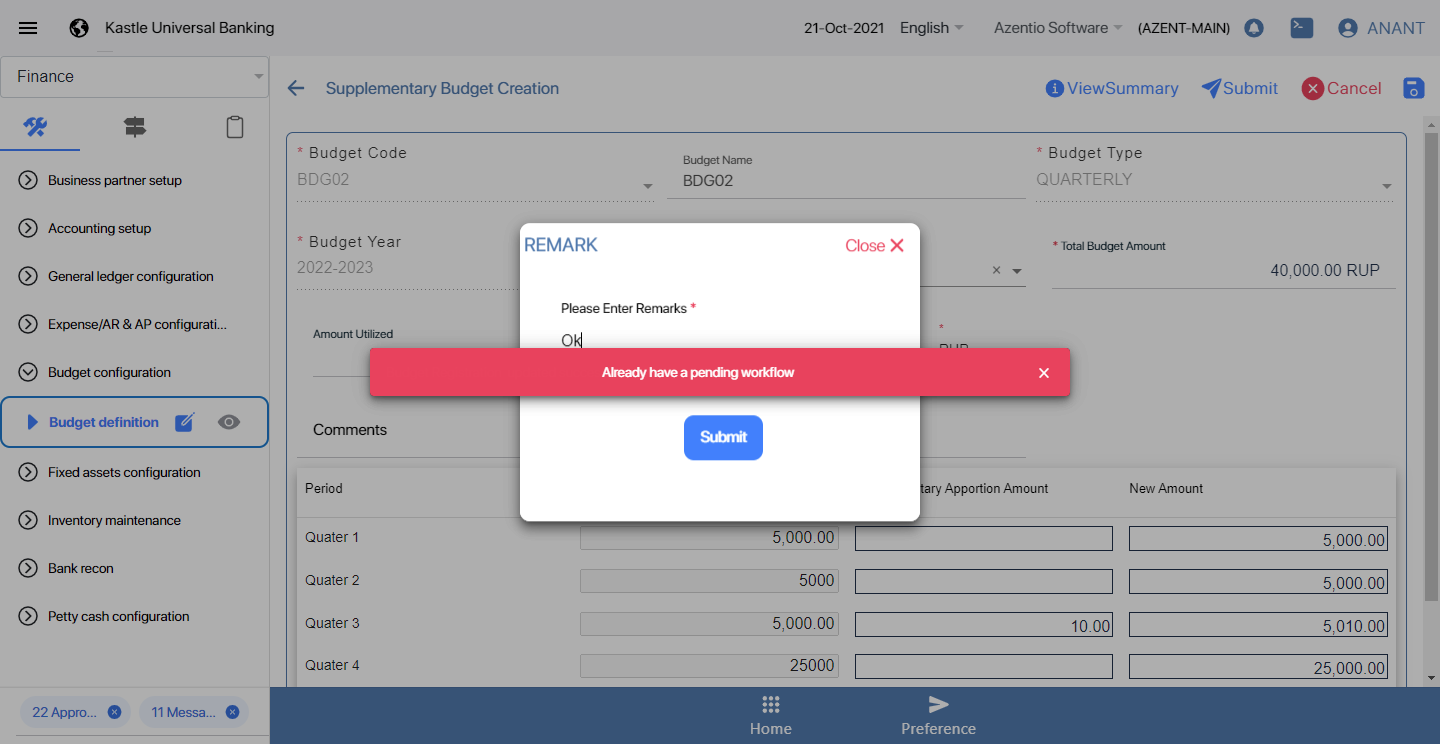 Kastle Universal Banking
21-Oct-2021 English Azentio Software (AZENT-MAIN) ANANT
Finance
Supplementary Budget Creation
ViewSummary Submit Cancel
Business partner setup
Accounting setup
General ledger configuration
Expense/AR & AP configurati...
Budget configuration
Budget definition
Fixed assets configuration
Inventory maintenance
Bank recon
Petty cash configuration
22 Appro... 11 Messa...
* Budget Code
BDG02
Budget Name
BDG02
* Budget Type
QUARTERLY
* Budget Year
2022-2023
* Total Budget Amount
40,000.00 RUP
Amount Utilized
*
RUP
Comments
REMARK
Close
Please Enter Remarks *
Ok
Already have a pending workflow
Submit
Period tary Apportion Amount New Amount
Quater 1 5,000.00 5,000.00
Quater 2 5000 5,000.00
Quater 3 5,000.00 10.00 5,010.00
Quater 4 25000 25,000.00
Home Preference